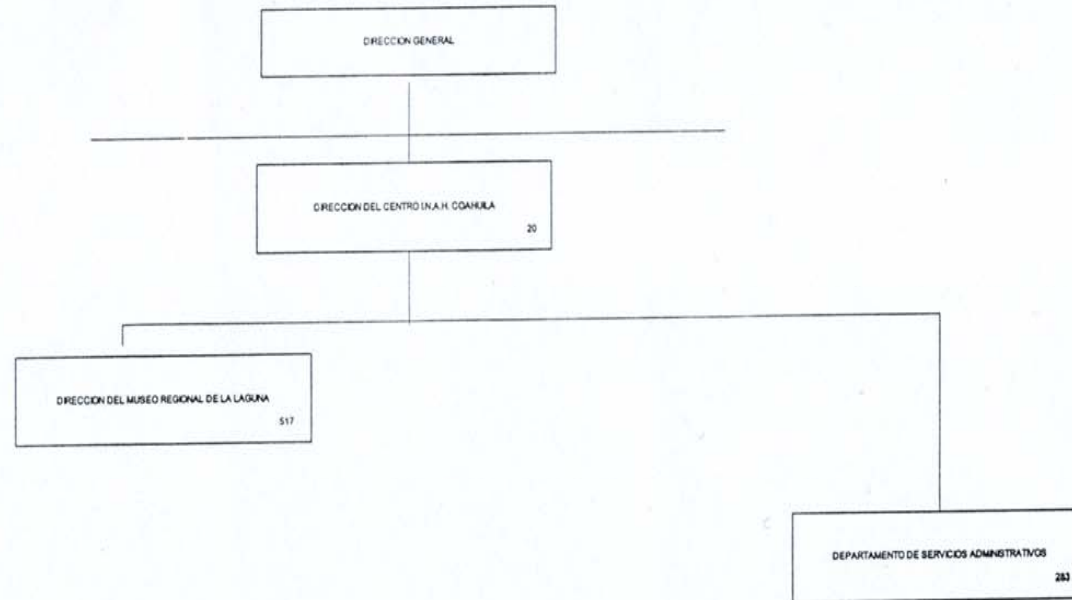 DIRECCION GENERAL
DIRECCION DEL CENTRO I.N.A.H. COAHUILA
20
DIRECCION DEL MUSEO REGIONAL DE LA LAGUNA
517
DEPARTAMENTO DE SERVICIOS ADMINISTRATIVOS
283